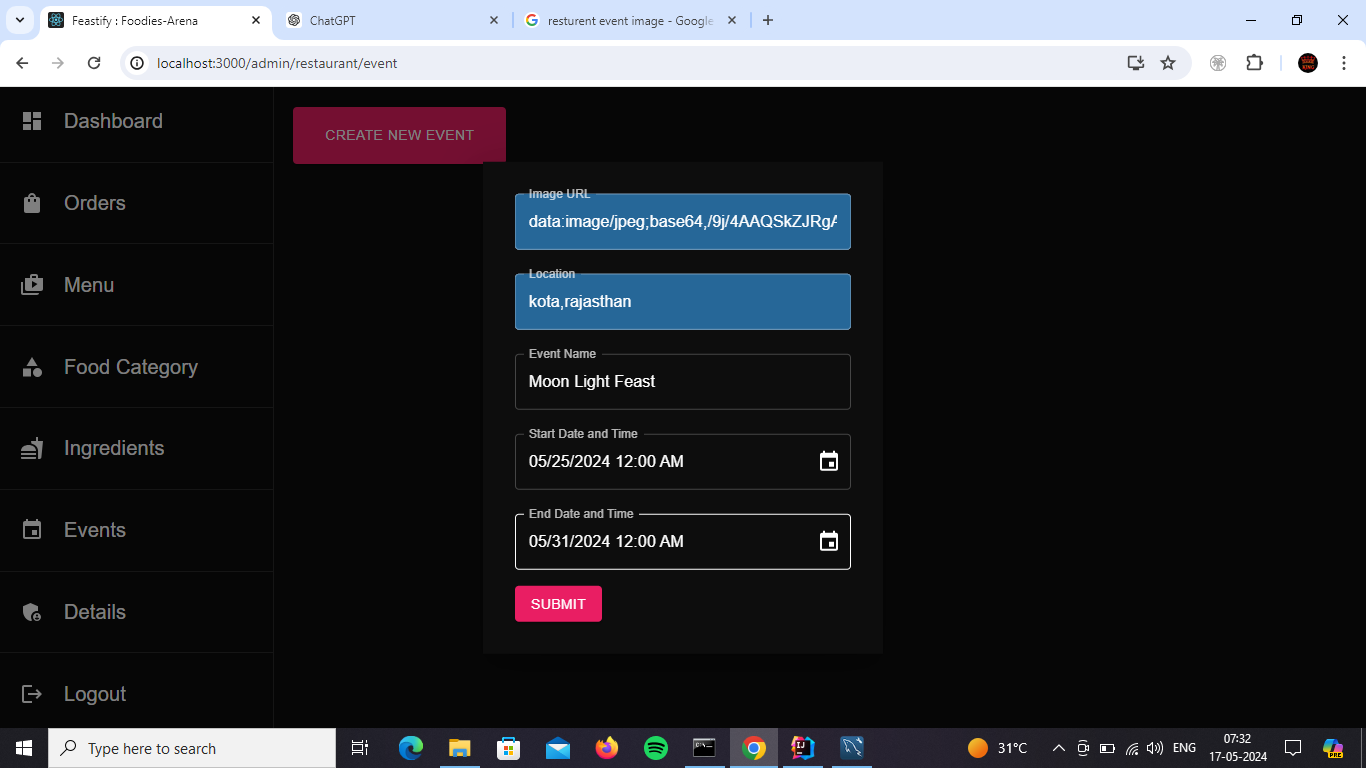 Feastify : Foodies-Arena
ChatGPT
resturent event image - Google
localhost:3000/admin/restaurant/event
Dashboard
Orders
Menu
Food Category
Ingredients
Events
Details
Logout
CREATE NEW EVENT
Image URL
data:image/jpeg;base64,/9j/4AAQSkZJRgA
Location
kota,rajasthan
Event Name
Moon Light Feast
Start Date and Time
05/25/2024 12:00 AM
End Date and Time
05/31/2024 12:00 AM
SUBMIT
Type here to search
31°C
ENG
07:32
17-05-2024